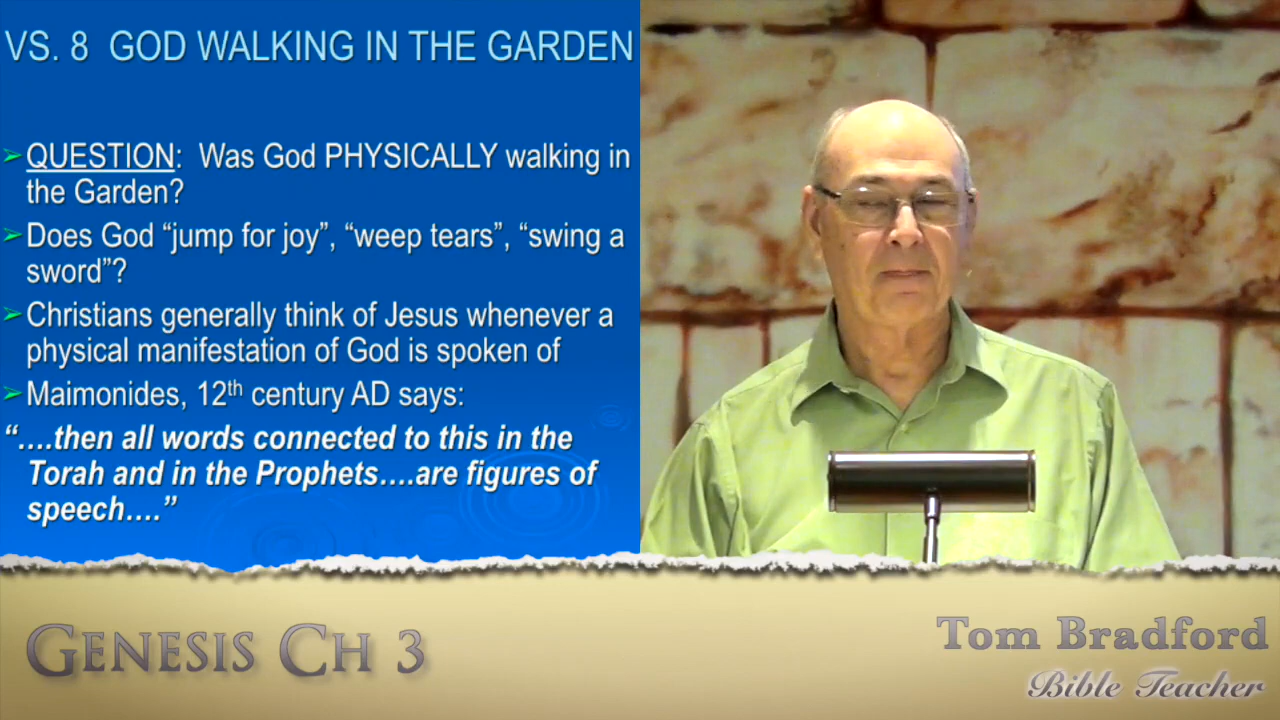 VS. 8 GOD WALKING IN THE GARDEN
➢QUESTION: Was God PHYSICALLY walking in
the Garden?
➢Does God “jump for joy”, “weep tears”, “swing a
sword”?
➢Christians generally think of Jesus whenever a
physical manifestation of God is spoken of
➢Maimonides, 12th century AD says:
“….then all words connected to this in the
Torah and in the Prophets….are figures of
speech….”
Genesis Ch 3
Tom Bradford
Bible Teacher